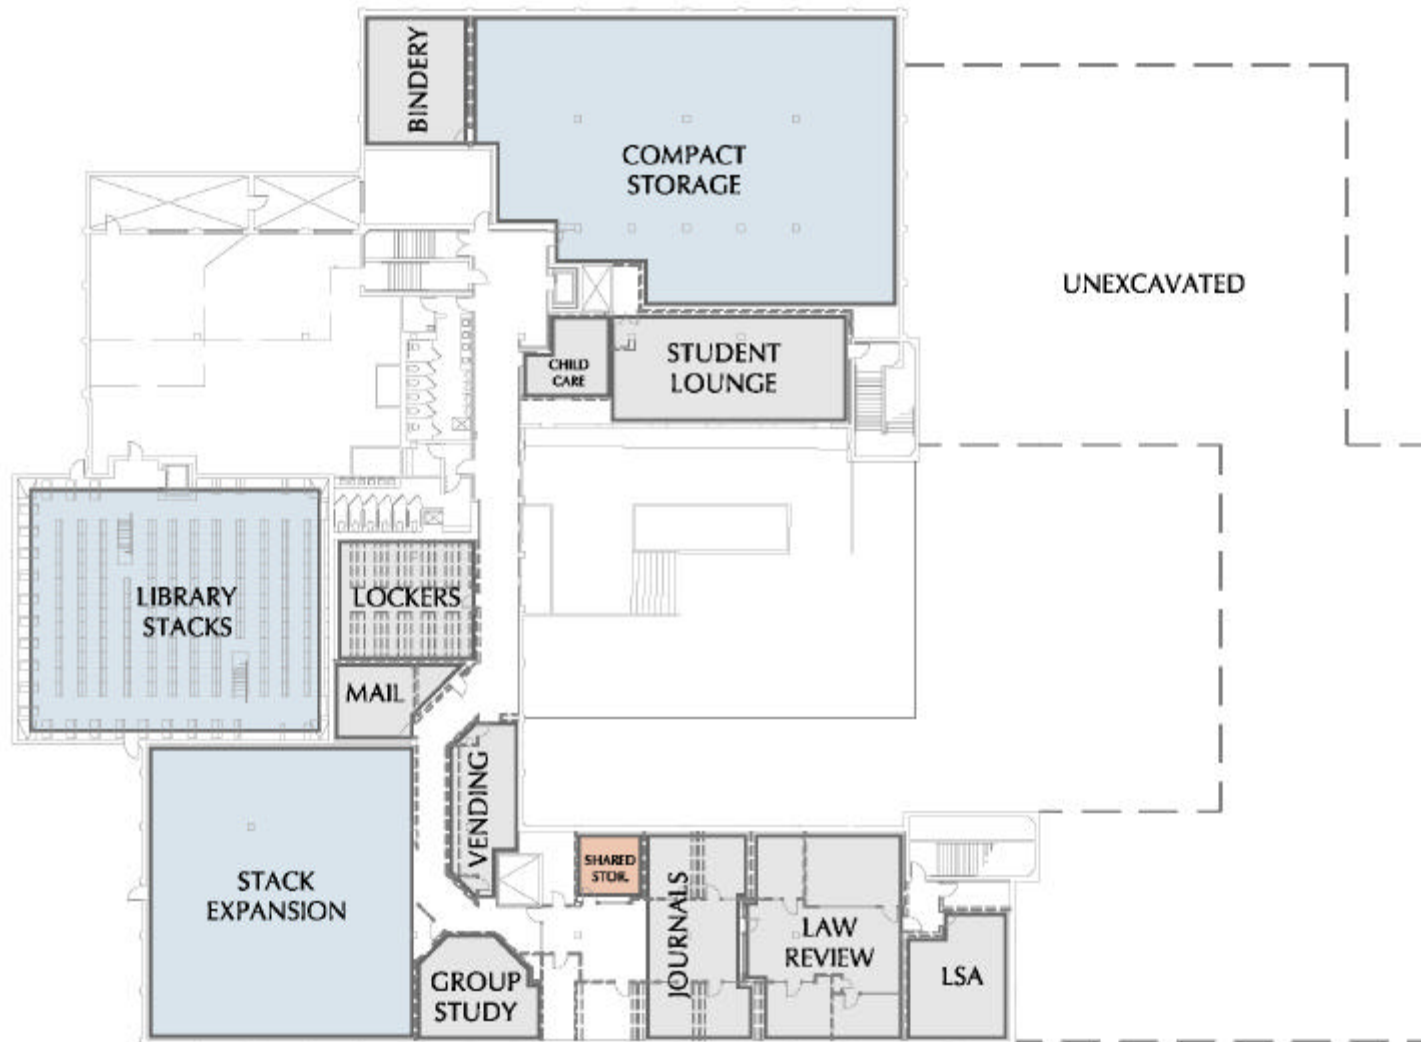 BINDERY
COMPACT
STORAGE
UNEXCAVATED
CHILD
CARE
STUDENT
LOUNGE
LIBRARY
STACKS
LOCKERS
MAIL
VENDING
STACK
EXPANSION
SHARED
STOR.
JOURNALS
LAW
REVIEW
GROUP
STUDY
LSA